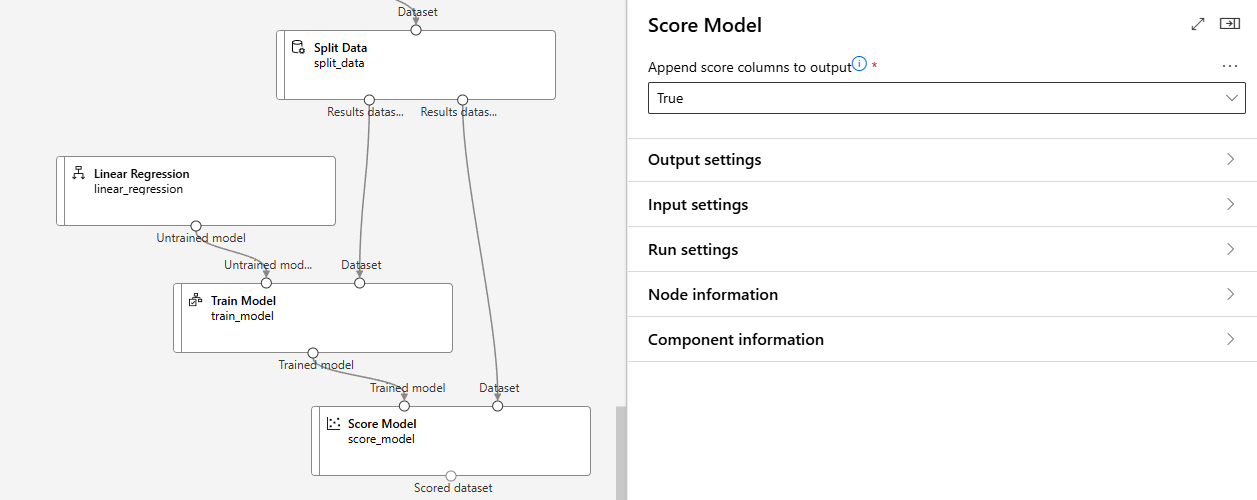 Dataset
Split Data
split_data
Results datas...
Results datas...
Linear Regression
linear_regression
Untrained model
Untrained mod...
Dataset
Train Model
train_model
Trained model
Trained model
Dataset
Score Model
score_model
Scored dataset
Score Model
Append score columns to output *
True
Output settings
Input settings
Run settings
Node information
Component information